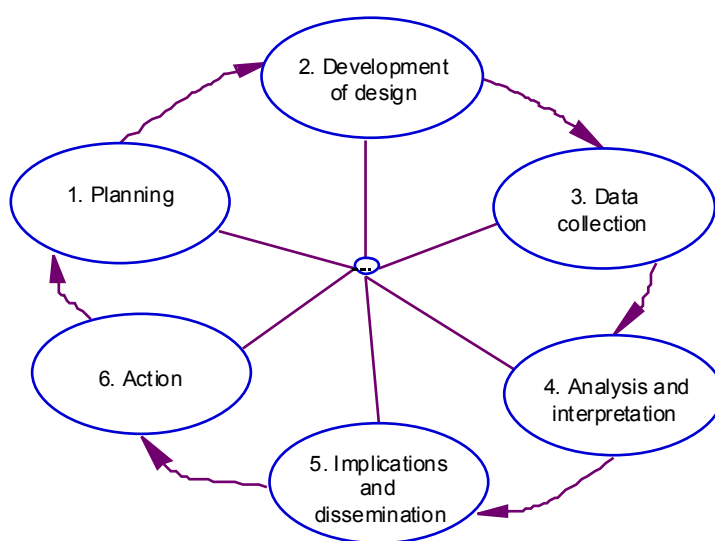 1. Planning
2. Development
of design
3. Data
collection
4. Analysis and
interpretation
5. Implications
and
dissemination
6. Action